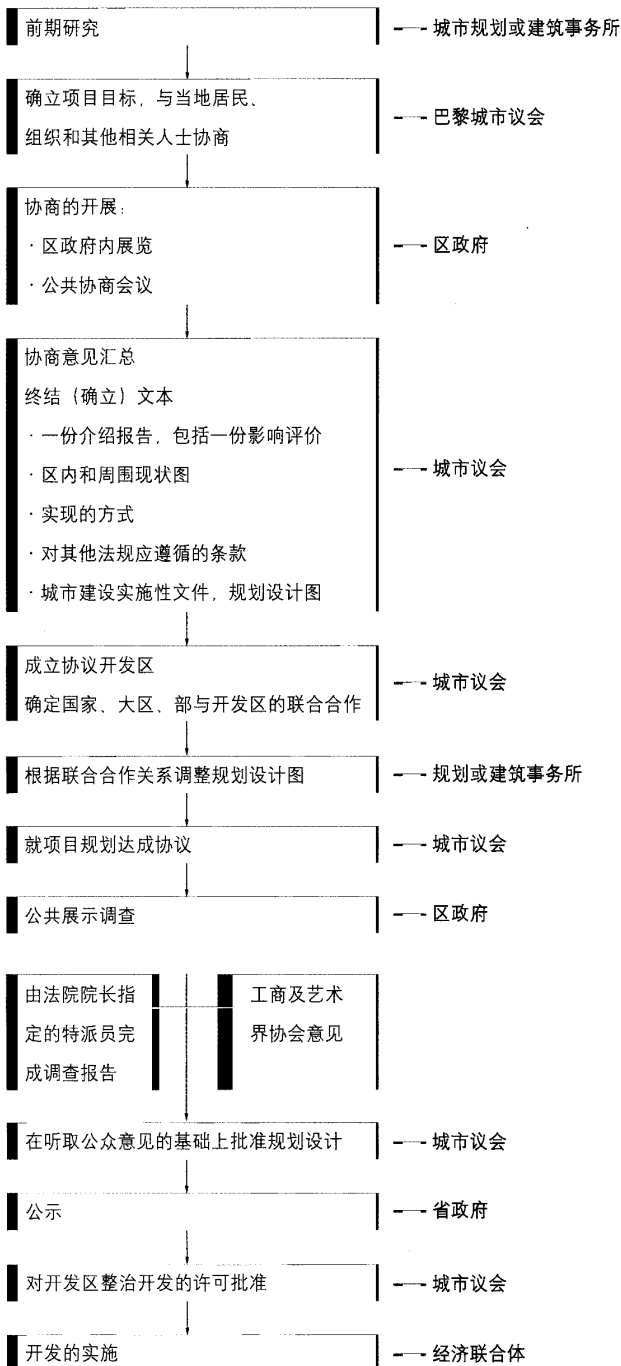 前期研究
城市规划或建筑事务所
确立项目目标，与当地居民、
组织和其他相关人士协商
巴黎城市议会
协商的开展：
·区政府内展览
·公共协商会议
区政府
协商意见汇总
终结（确立）文本
·一份介绍报告，包括一份影响评价
·区内和周围现状图
·实现的方式
·对其他法规应遵循的条款
·城市建设实施性文件，规划设计图
城市议会
成立协议开发区
确定国家、大区、部与开发区的联合合作
城市议会
根据联合合作关系调整规划设计图
规划或建筑事务所
就项目规划达成协议
城市议会
公共展示调查
区政府
由法院院长指
定的特派员完
成调查报告
工商及艺术
界协会意见
在听取公众意见的基础上批准规划设计
城市议会
公示
省政府
对开发区整治开发的许可批准
城市议会
开发的实施
经济联合体